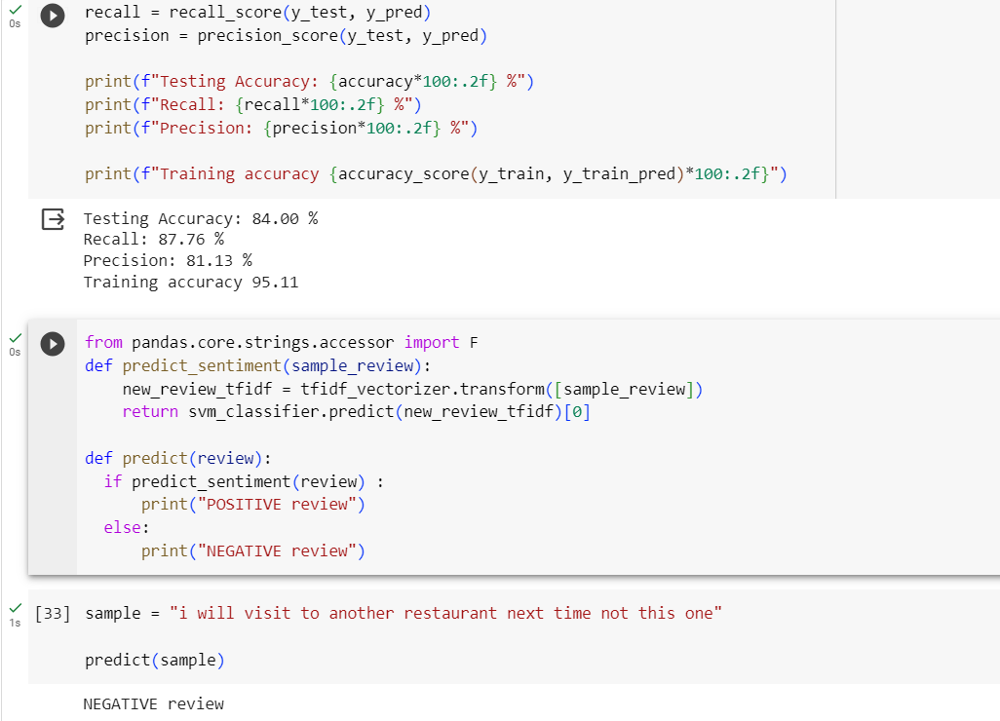 0s
recall = recall_score(y_test, y_pred)
precision = precision_score(y_test, y_pred)
print(f"Testing Accuracy: {accuracy*100:.2f} %")
print(f"Recall: {recall*100:.2f} %")
print(f"Precision: {precision*100:.2f} %")
print(f"Training accuracy {accuracy_score(y_train, y_train_pred)*100:.2f}")
Testing Accuracy: 84.00 %
Recall: 87.76 %
Precision: 81.13 %
Training accuracy 95.11
0s
from pandas.core.strings.accessor import F
def predict_sentiment(sample_review):
    new_review_tfidf = tfidf_vectorizer.transform([sample_review])
    return svm_classifier.predict(new_review_tfidf)[0]
def predict(review):
  if predict_sentiment(review) :
      print("POSITIVE review")
  else:
      print("NEGATIVE review")
1s
[33] sample = "i will visit to another restaurant next time not this one"
predict(sample)
NEGATIVE review